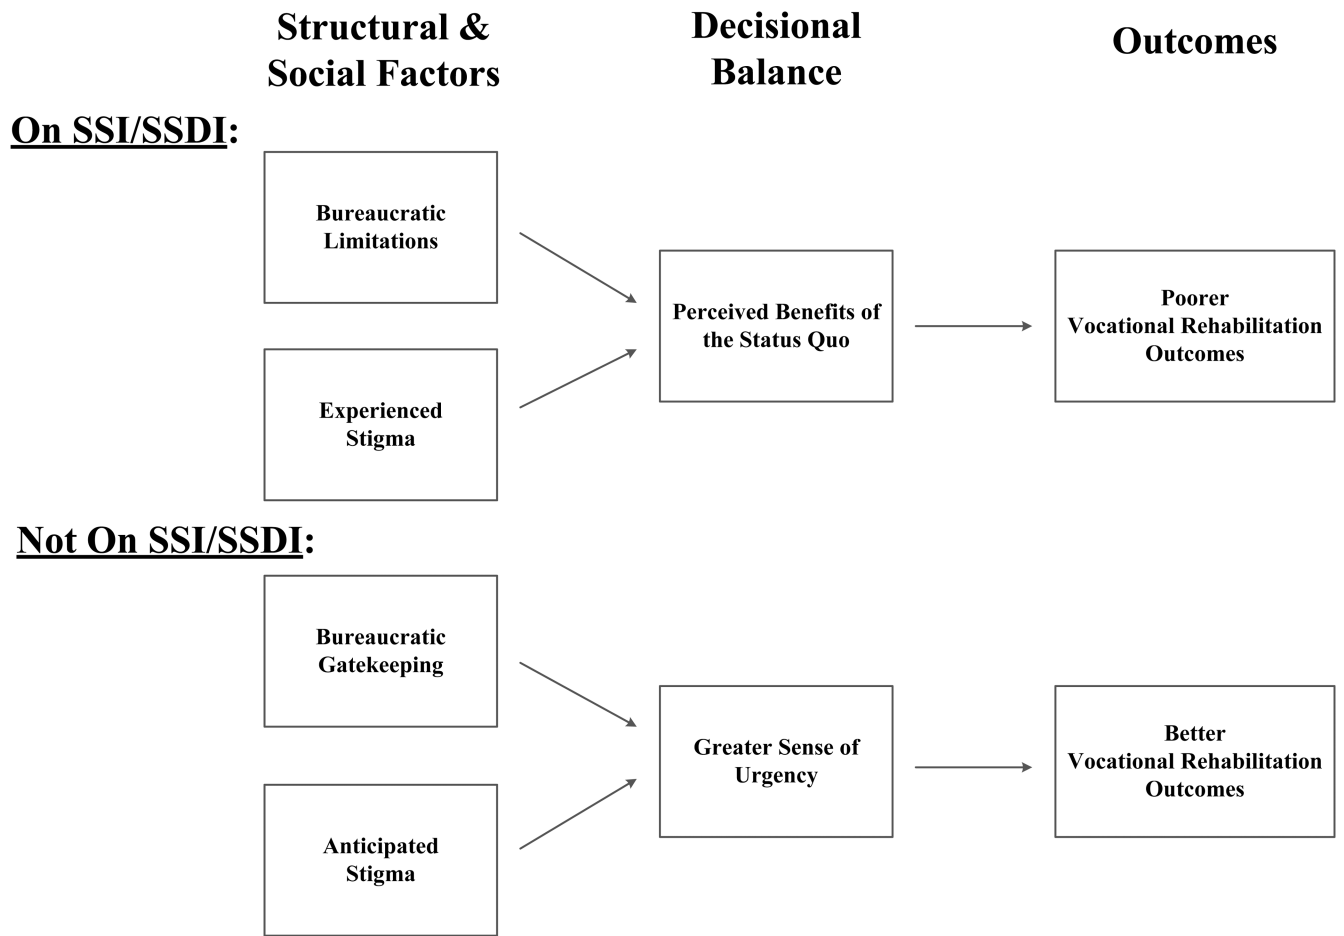 Structural &
Social Factors
Decisional
Balance
Outcomes
On SSI/SSDI:
Bureaucratic
Limitations
Experienced
Stigma
Perceived Benefits of
the Status Quo
Poorer
Vocational Rehabilitation
Outcomes
Not On SSI/SSDI:
Bureaucratic
Gatekeeping
Anticipated
Stigma
Greater Sense of
Urgency
Better
Vocational Rehabilitation
Outcomes